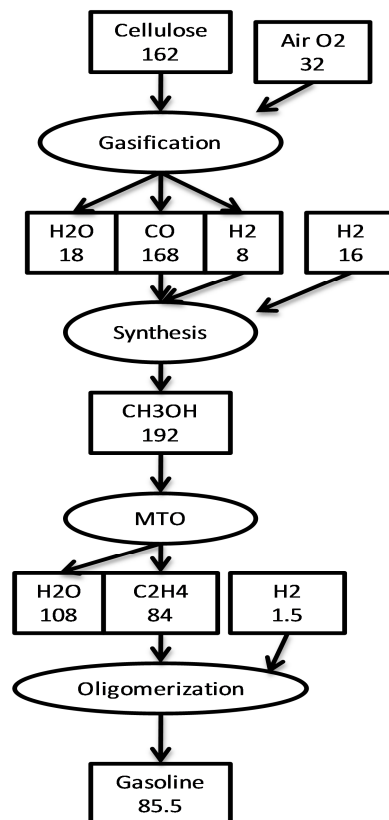 Cellulose
162
Air O2
32
Gasification
H2O
18
CO
168
H2
8
H2
16
Synthesis
CH3OH
192
MTO
H2O
108
C2H4
84
H2
1.5
Oligomerization
Gasoline
85.5